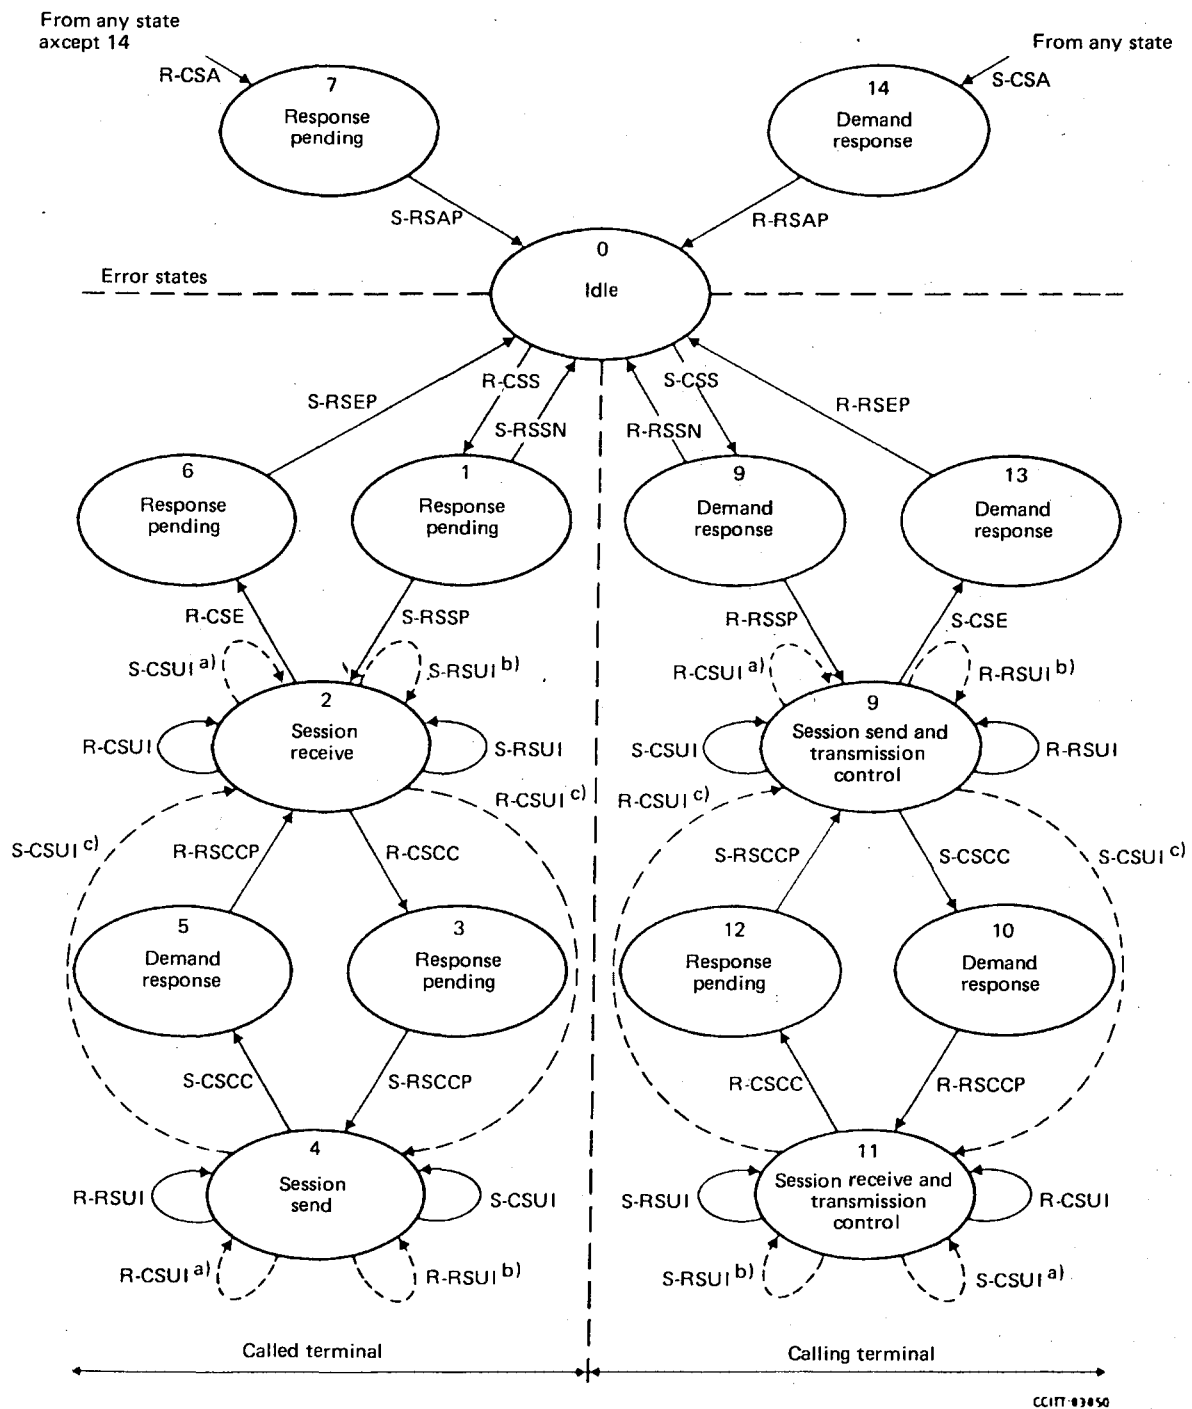 From any state
axcept 14
From any state
R-CSA
S-CSA
7
Response
pending
14
Demand
response
S-RSAP
R-RSAP
0
Idle
Error states
S-RSEP
R-CSS
S-CSS
R-RSEP
S-RSSN
R-RSSN
6
Response
pending
1
Response
pending
9
Demand
response
13
Demand
response
R-CSE
S-RSSP
R-RSSP
S-CSE
S-CSUI a)
S-RSUI b)
R-CSUI a)
R-RSUI b)
2
Session
receive
9
Session send and
transmission
control
R-CSUI
S-RSUI
S-CSUI
R-RSUI
R-CSUI c)
R-CSUI c)
S-CSUI c)
R-RSCCP
R-CSCC
S-RSCCP
S-CSCC
S-CSUI c)
5
Demand
response
3
Response
pending
12
Response
pending
10
Demand
response
S-CSCC
S-RSCCP
R-CSCC
R-RSCCP
4
Session
send
11
Session receive and
transmission
control
R-RSUI
S-CSUI
S-RSUI
R-CSUI
R-CSUI a)
R-RSUI b)
S-RSUI b)
S-CSUI a)
Called terminal
Calling terminal
CCITT-83850